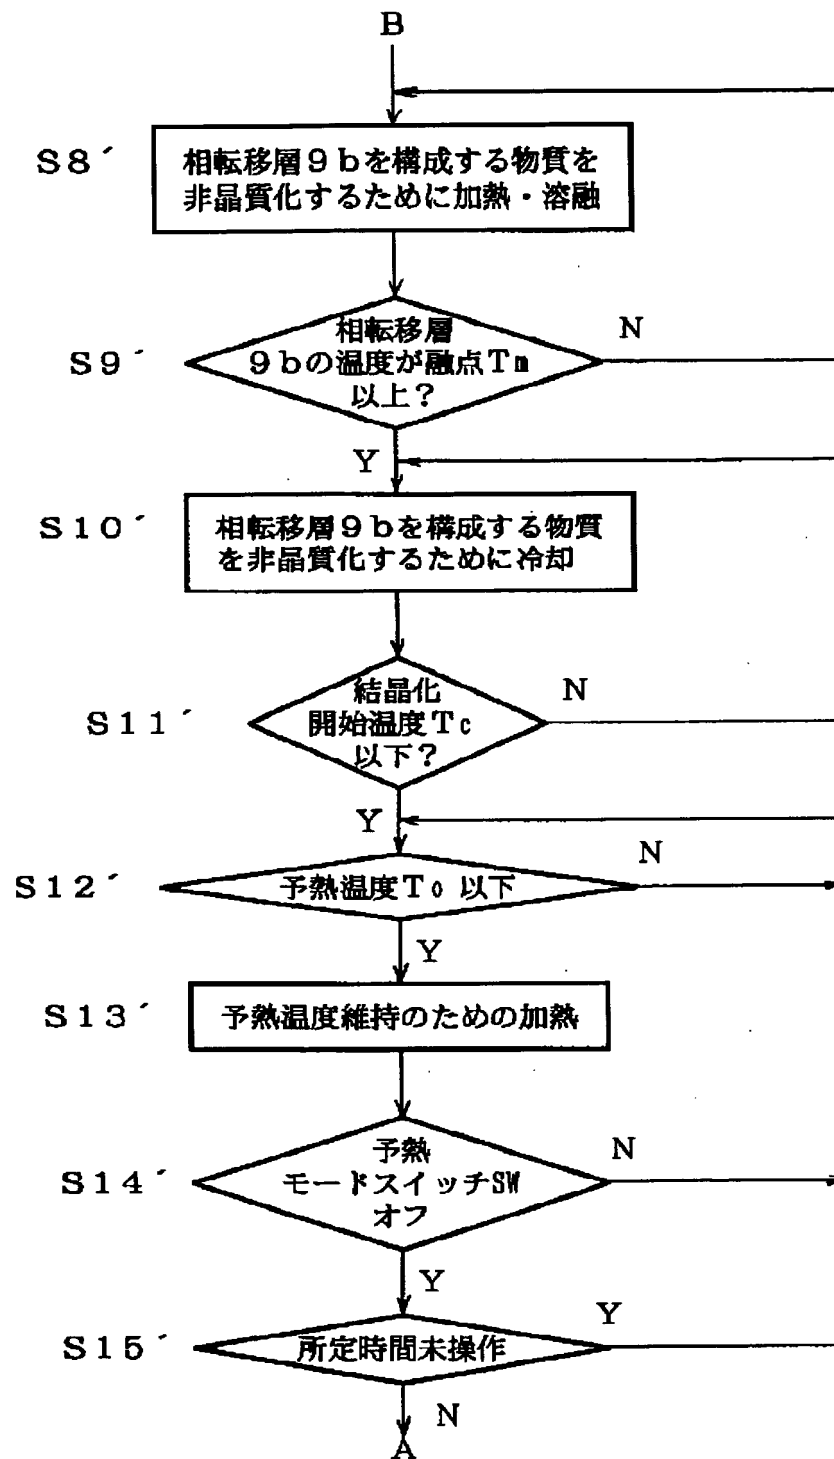 B
S8´
相転移層9bを構成する物質を
非晶質化するために加熱・溶融
相転移層
S9´
9bの温度が融点Tm
以上?
N
Y
S10´
相転移層9bを構成する物質
を非晶質化するために冷却
結晶化
S11´
開始温度Tc
以下?
N
Y
S12´
予熱温度T0 以下
N
Y
S13´
予熱温度維持のための加熱
予熱
S14´
モードスイッチSW
オフ
N
Y
S15´
所定時間未操作
Y
N
A